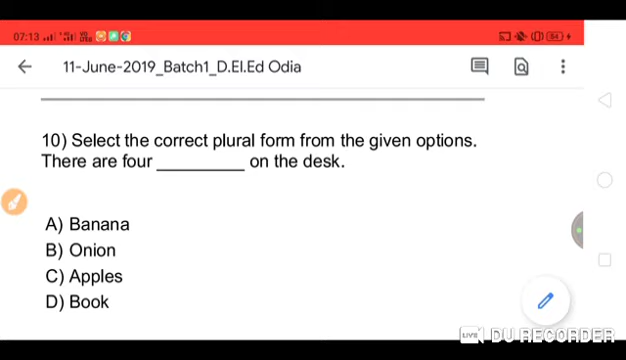 07:13
11-June-2019_Batch1_D.El.Ed Odia
10) Select the correct plural form from the given options.
There are four _________ on the desk.
A) Banana
B) Onion
C) Apples
D) Book
LIVE DU RECORDER